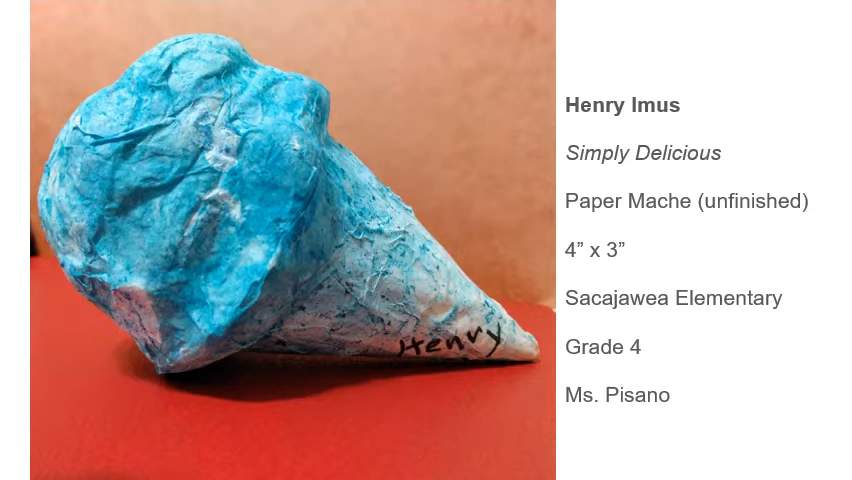 Henry
Henry Imus
Simply Delicious
Paper Mache (unfinished)
4” x 3”
Sacajawea Elementary
Grade 4
Ms. Pisano